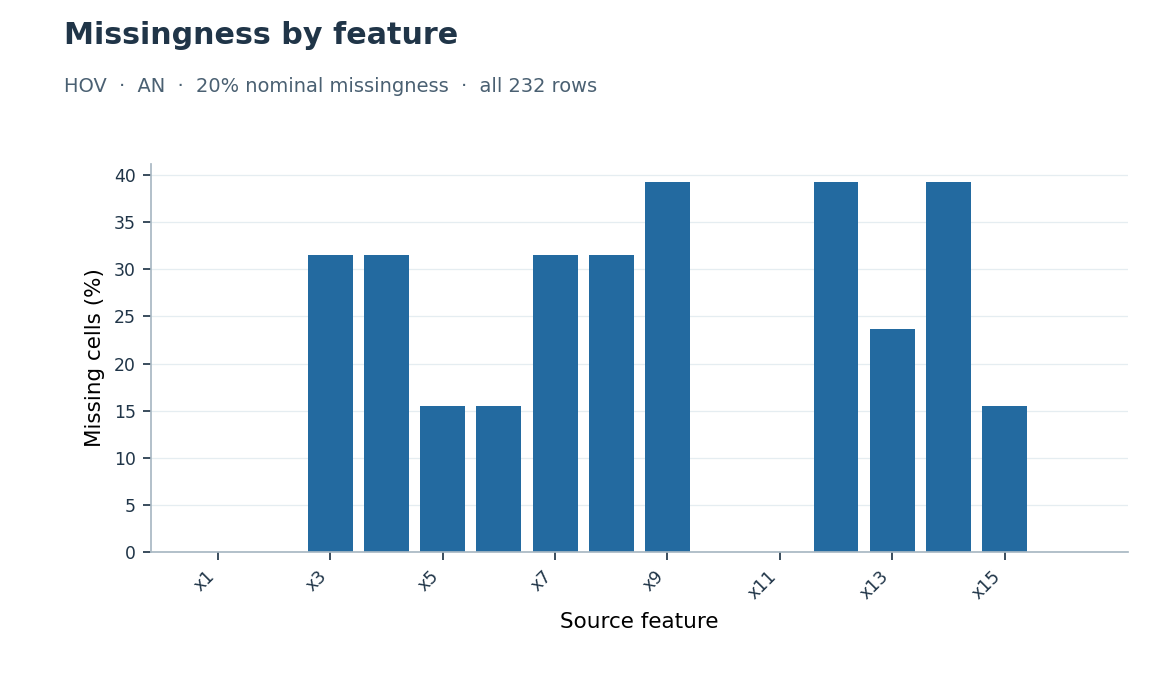 Missingness by feature
HOV · AN · 20% nominal missingness · all 232 rows
40
35
30
25
20
15
10
5
0
Missing cells (%)
x1
x3
x5
x7
x9
x11
x13
x15
Source feature